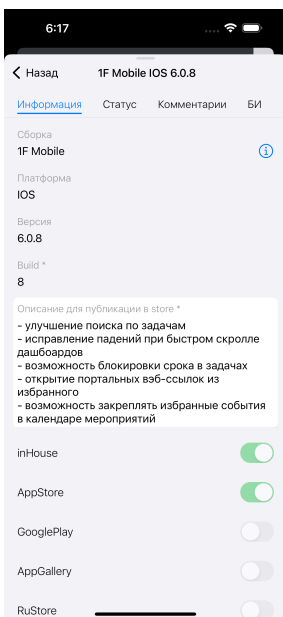 6:17
Назад
1F Mobile IOS 6.0.8
Информация Статус Комментарии БИ
Сборка
1F Mobile
Платформа
IOS
Версия
6.0.8
Build *
8
Описание для публикации в store *
- улучшение поиска по задачам
- исправление падений при быстром скролле
дашбоардов
- возможность блокировки срока в задачах
- открытие портальных вэб-ссылок из
избранного
- возможность закреплять избранные события
в календаре мероприятий
inHouse
AppStore
GooglePlay
AppGallery
RuStore